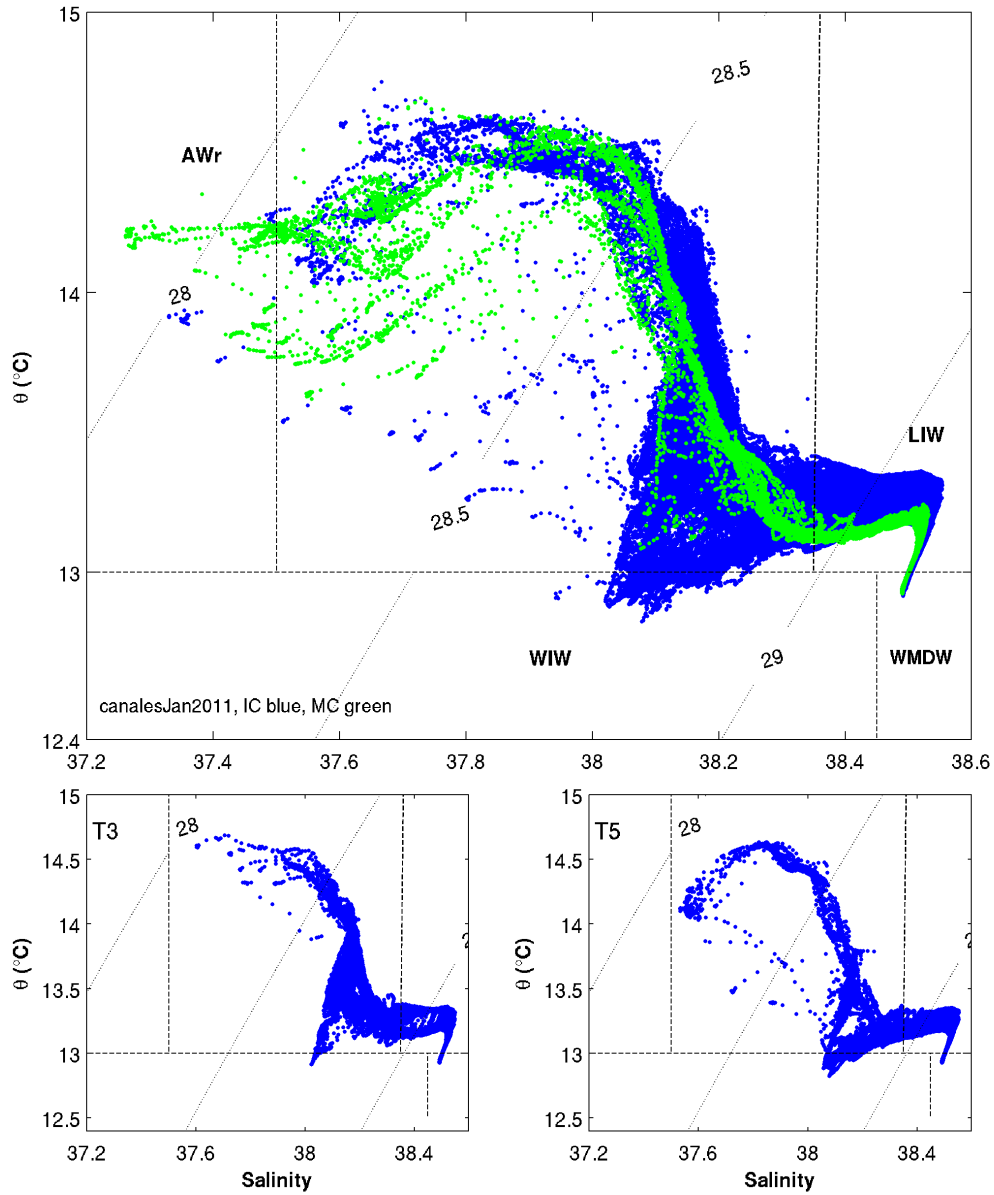 15
28.5
AWr
14
28
θ (°C)
LIW
28.5
13
WIW
29
WMDW
canalesJan2011, IC blue, MC green
12.4
37.2 37.4 37.6 37.8 38 38.2 38.4 38.6
15
T3
28
14.5
14
θ (°C)
13.5
13
12.5
37.2 37.6 38 38.4
Salinity
15
T5
28
14.5
14
θ (°C)
13.5
13
12.5
37.2 37.6 38 38.4
Salinity